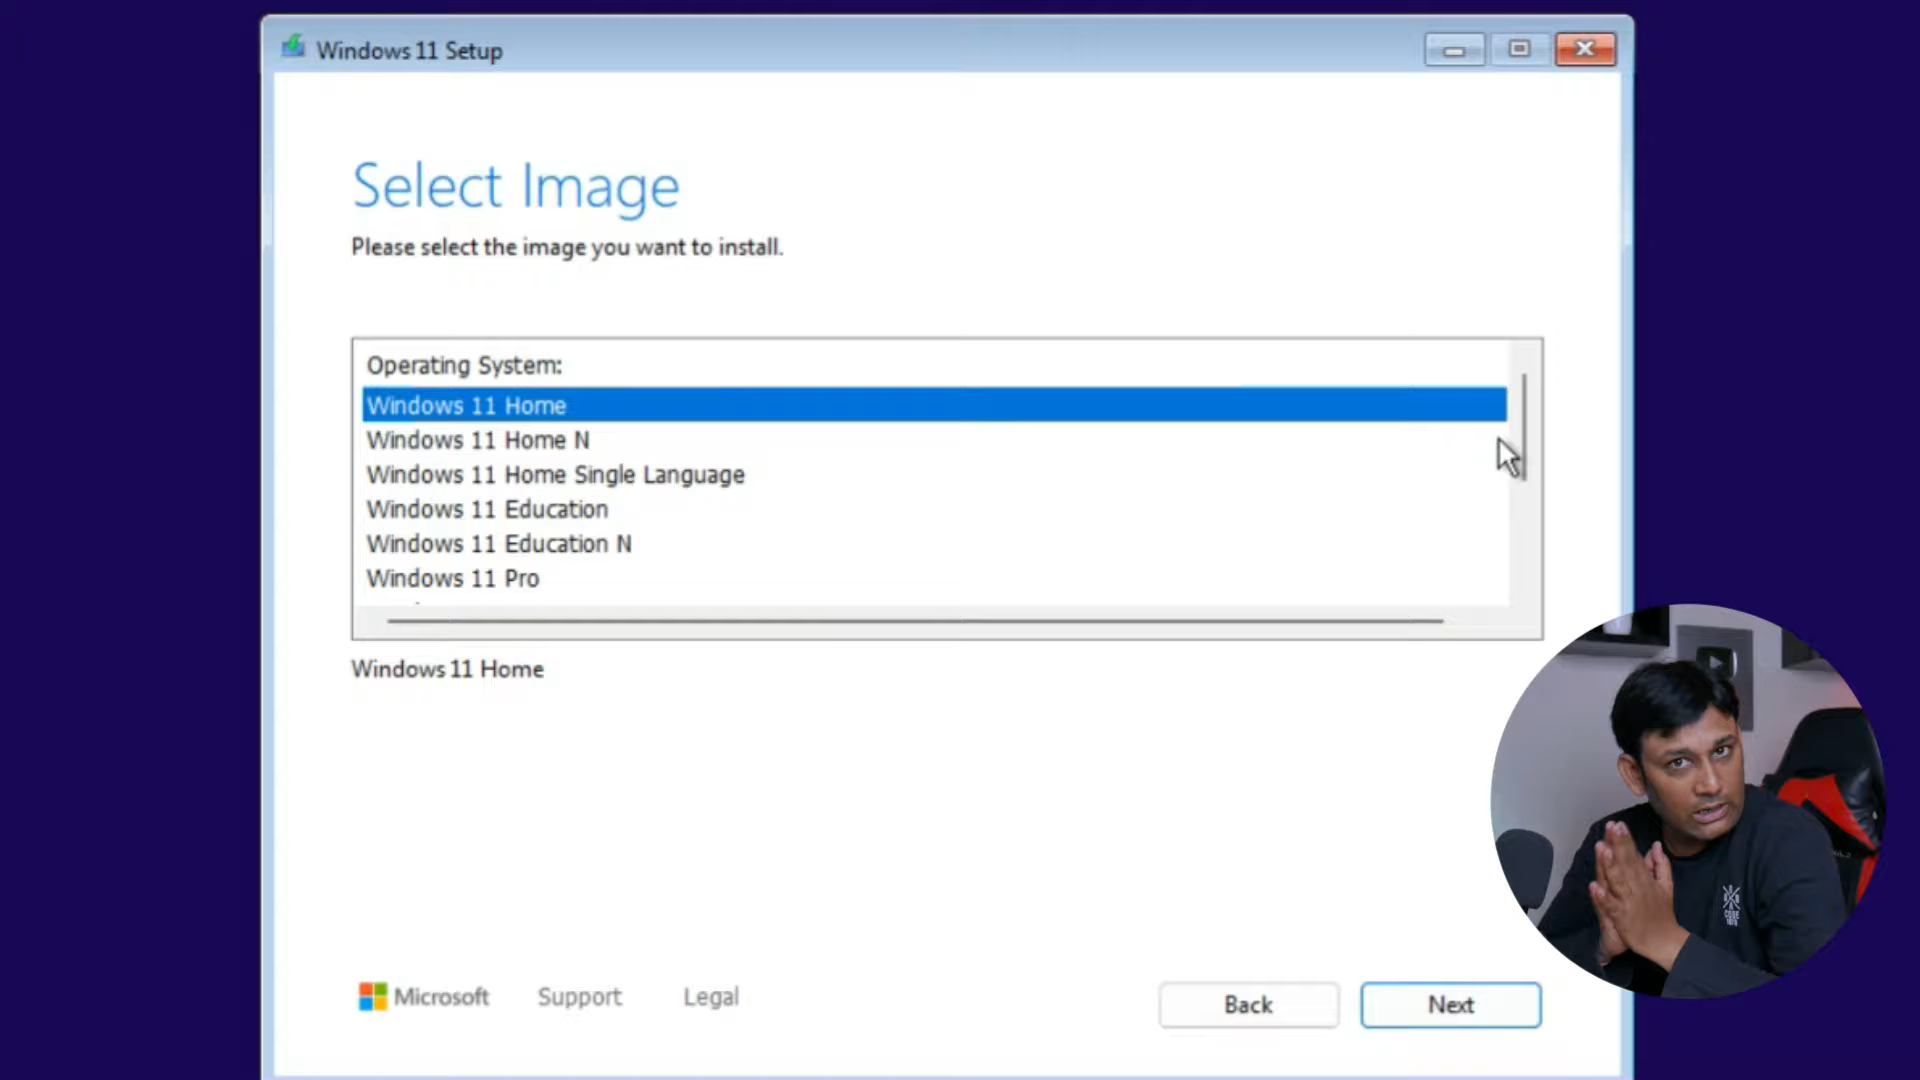 Windows 11 Setup
Select Image
Please select the image you want to install.
Operating System:
Windows 11 Home
Windows 11 Home N
Windows 11 Home Single Language
Windows 11 Education
Windows 11 Education N
Windows 11 Pro
Windows 11 Home
Microsoft Support Legal
Back Next